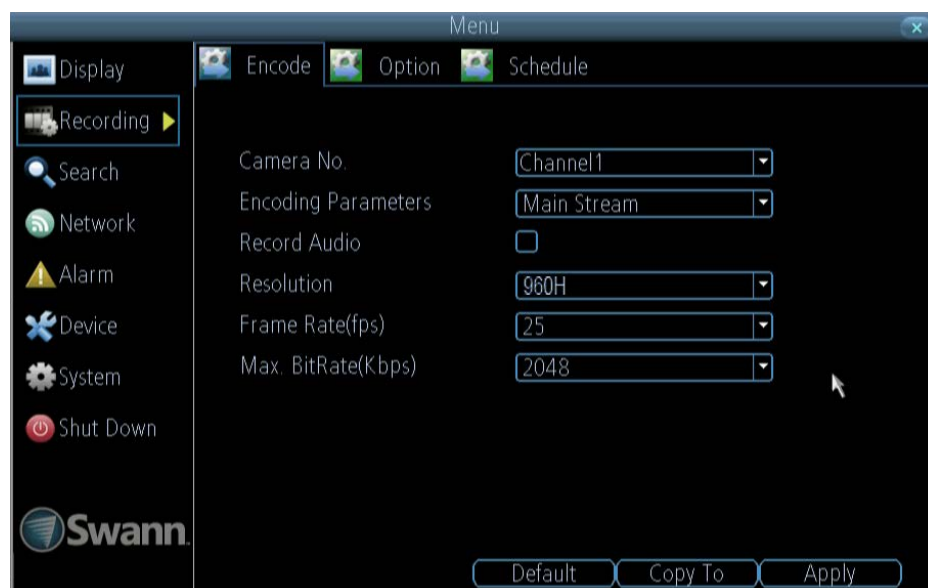 Menu
Display
Recording
Search
Network
Alarm
Device
System
Shut Down
Swann.
Encode Option Schedule
Camera No. Channel1
Encoding Parameters Main Stream
Record Audio
Resolution 960H
Frame Rate(fps) 25
Max. BitRate(Kbps) 2048
Default Copy To Apply